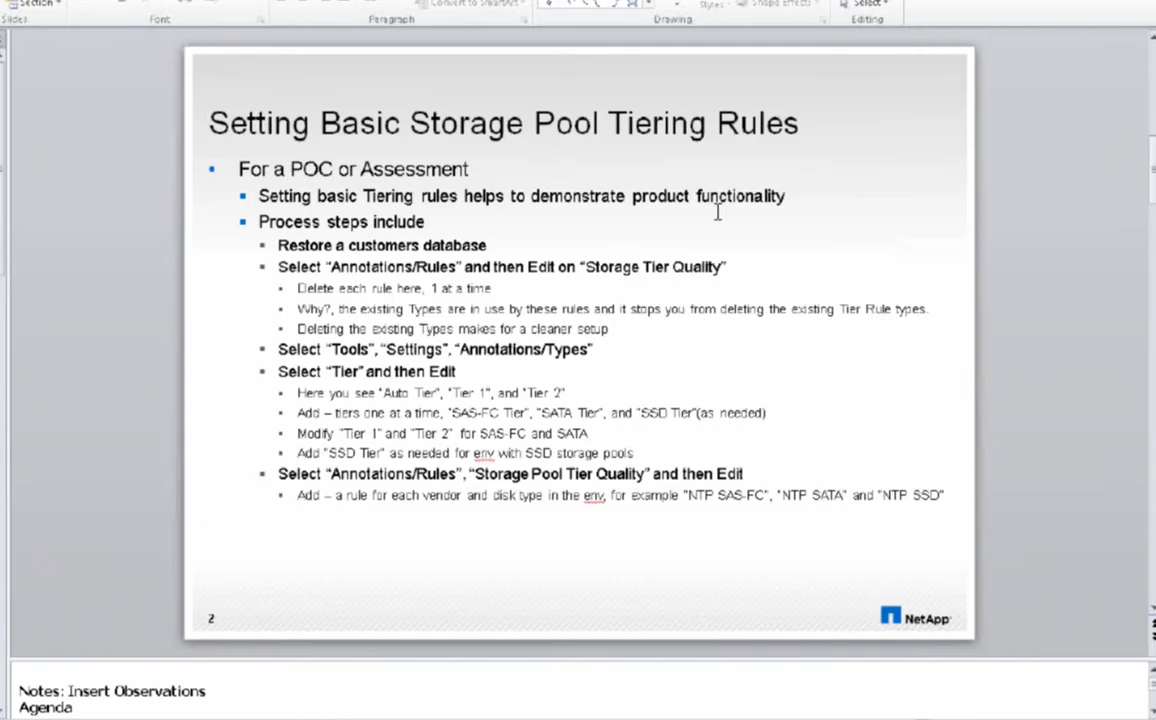 Section
Convert to SmartArt
Styles
Shape Effects
Select
Slides
Font
Paragraph
Drawing
Editing
Setting Basic Storage Pool Tiering Rules
• For a POC or Assessment
▪ Setting basic Tiering rules helps to demonstrate product functionality
▪ Process steps include
▪ Restore a customers database
▪ Select “Annotations/Rules” and then Edit on “Storage Tier Quality”
▪ Delete each rule here, 1 at a time
▪ Why?, the existing Types are in use by these rules and it stops you from deleting the existing Tier Rule types.
▪ Deleting the existing Types makes for a cleaner setup
▪ Select “Tools”, “Settings”, “Annotations/Types”
▪ Select “Tier” and then Edit
▪ Here you see “Auto Tier”, “Tier 1”, and “Tier 2”
▪ Add – tiers one at a time, “SAS-FC Tier”, “SATA Tier”, and “SSD Tier”(as needed)
▪ Modify “Tier 1” and “Tier 2” for SAS-FC and SATA
▪ Add “SSD Tier” as needed for env with SSD storage pools
▪ Select “Annotations/Rules”, “Storage Pool Tier Quality” and then Edit
▪ Add – a rule for each vendor and disk type in the env, for example “NTP SAS-FC”, “NTP SATA” and “NTP SSD”
2
NetApp
Notes: Insert Observations
Agenda